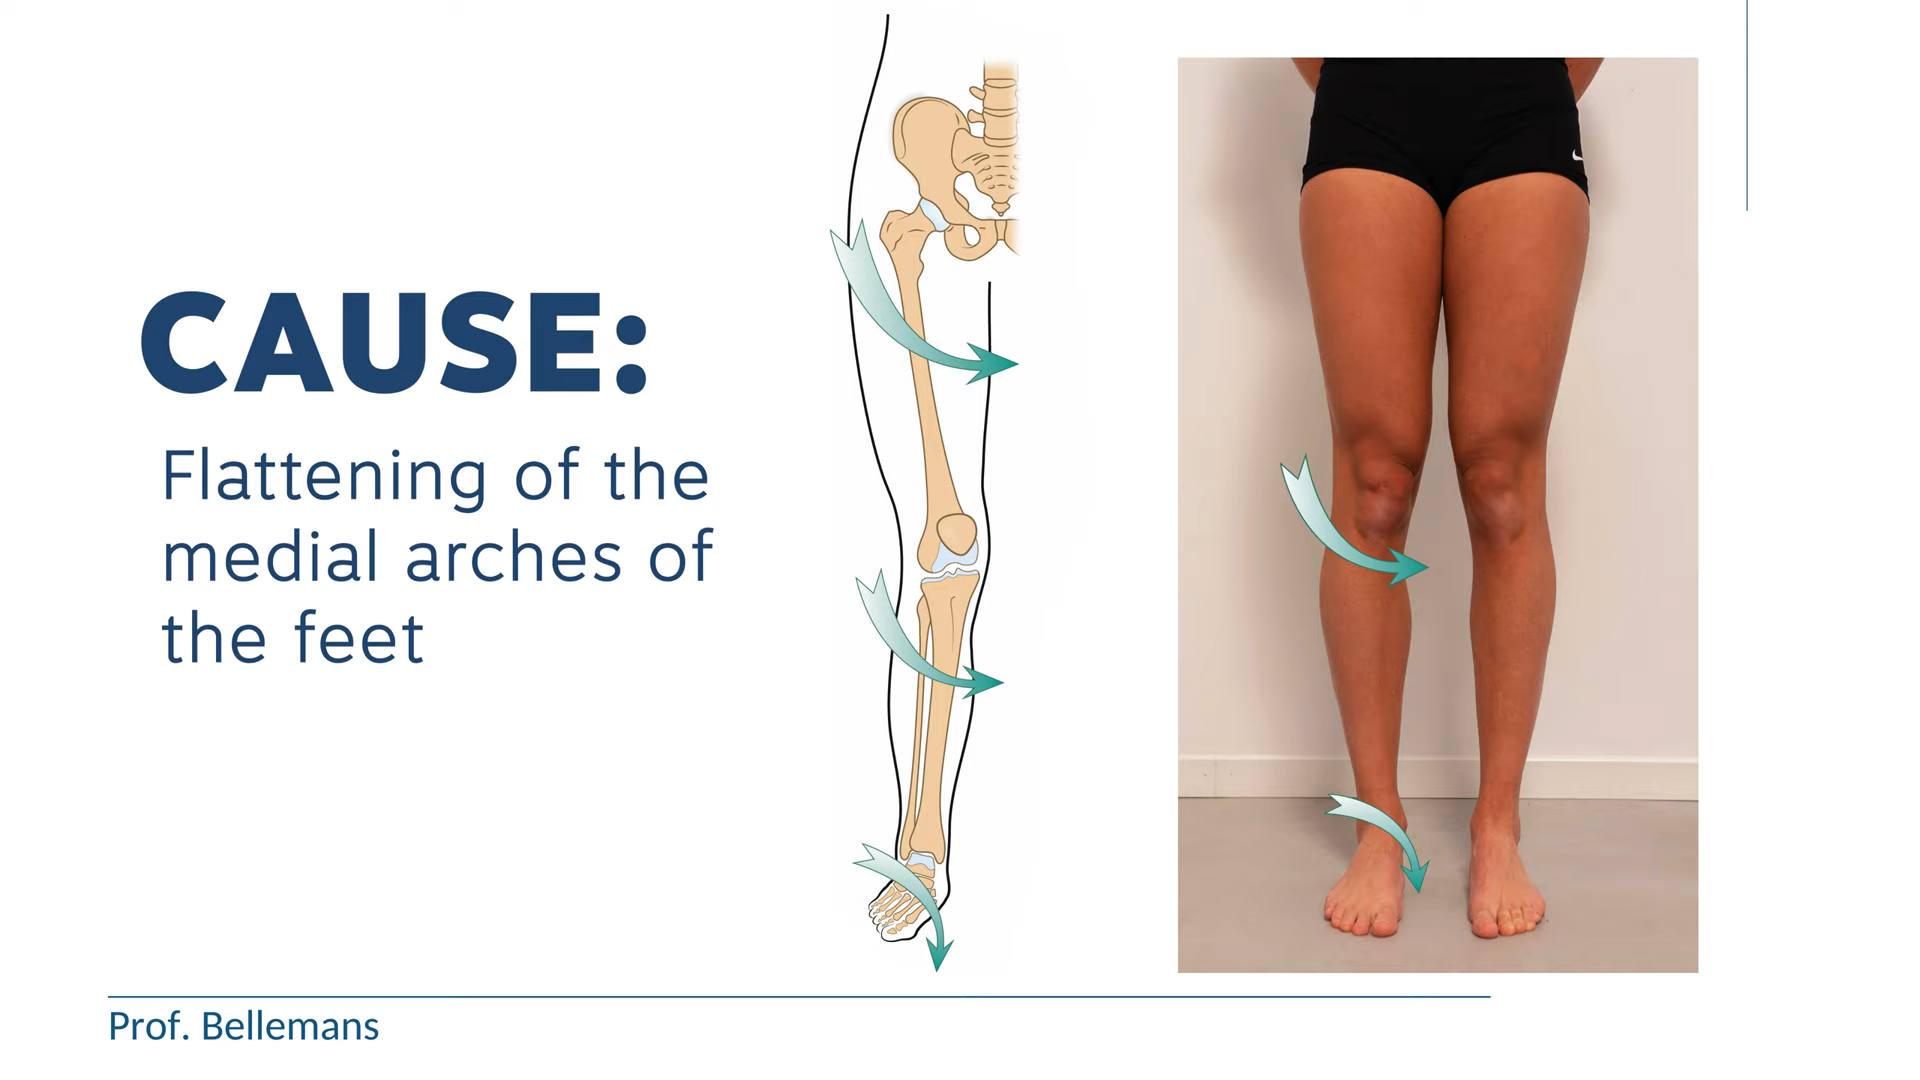 CAUSE:
Flattening of the
medial arches of
the feet
Prof. Bellemans